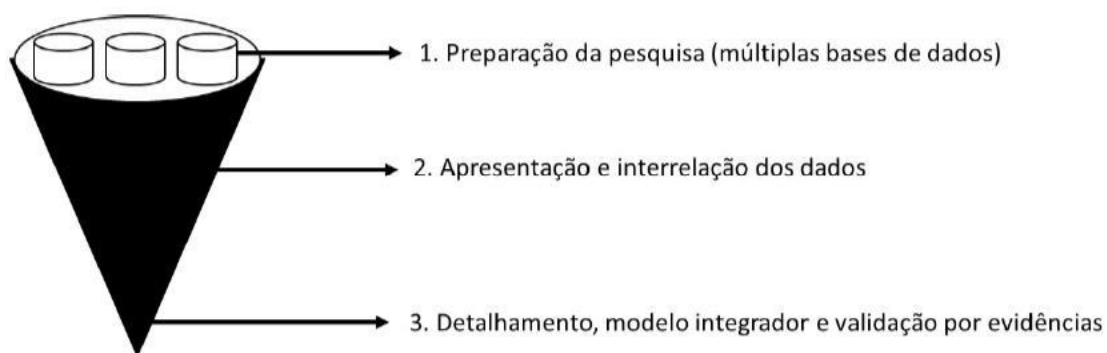 1. Preparação da pesquisa (múltiplas bases de dados)
2. Apresentação e interrelação dos dados
3. Detalhamento, modelo integrador e validação por evidências